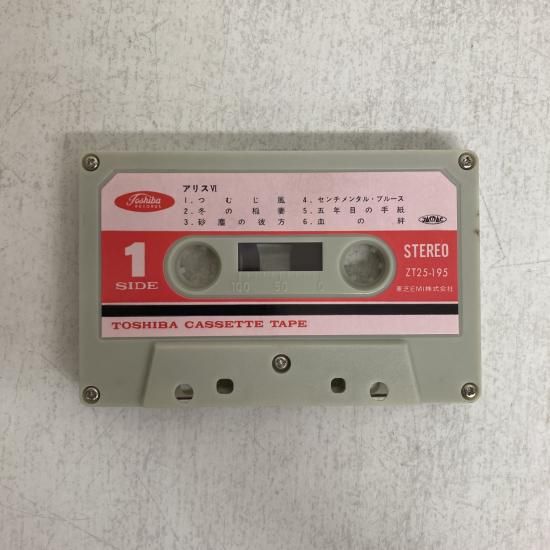 Toshiba
RECORDS
アリスⅥ
1. つむじ風
2. 冬の稲妻
3. 砂塵の彼方
4. センチメンタル・ブルース
5. 五年目の手紙
6. 血の絆
JASRAC
1
SIDE
STEREO
ZT25-195
東芝EMI株式会社
100 50 0
TOSHIBA CASSETTE TAPE